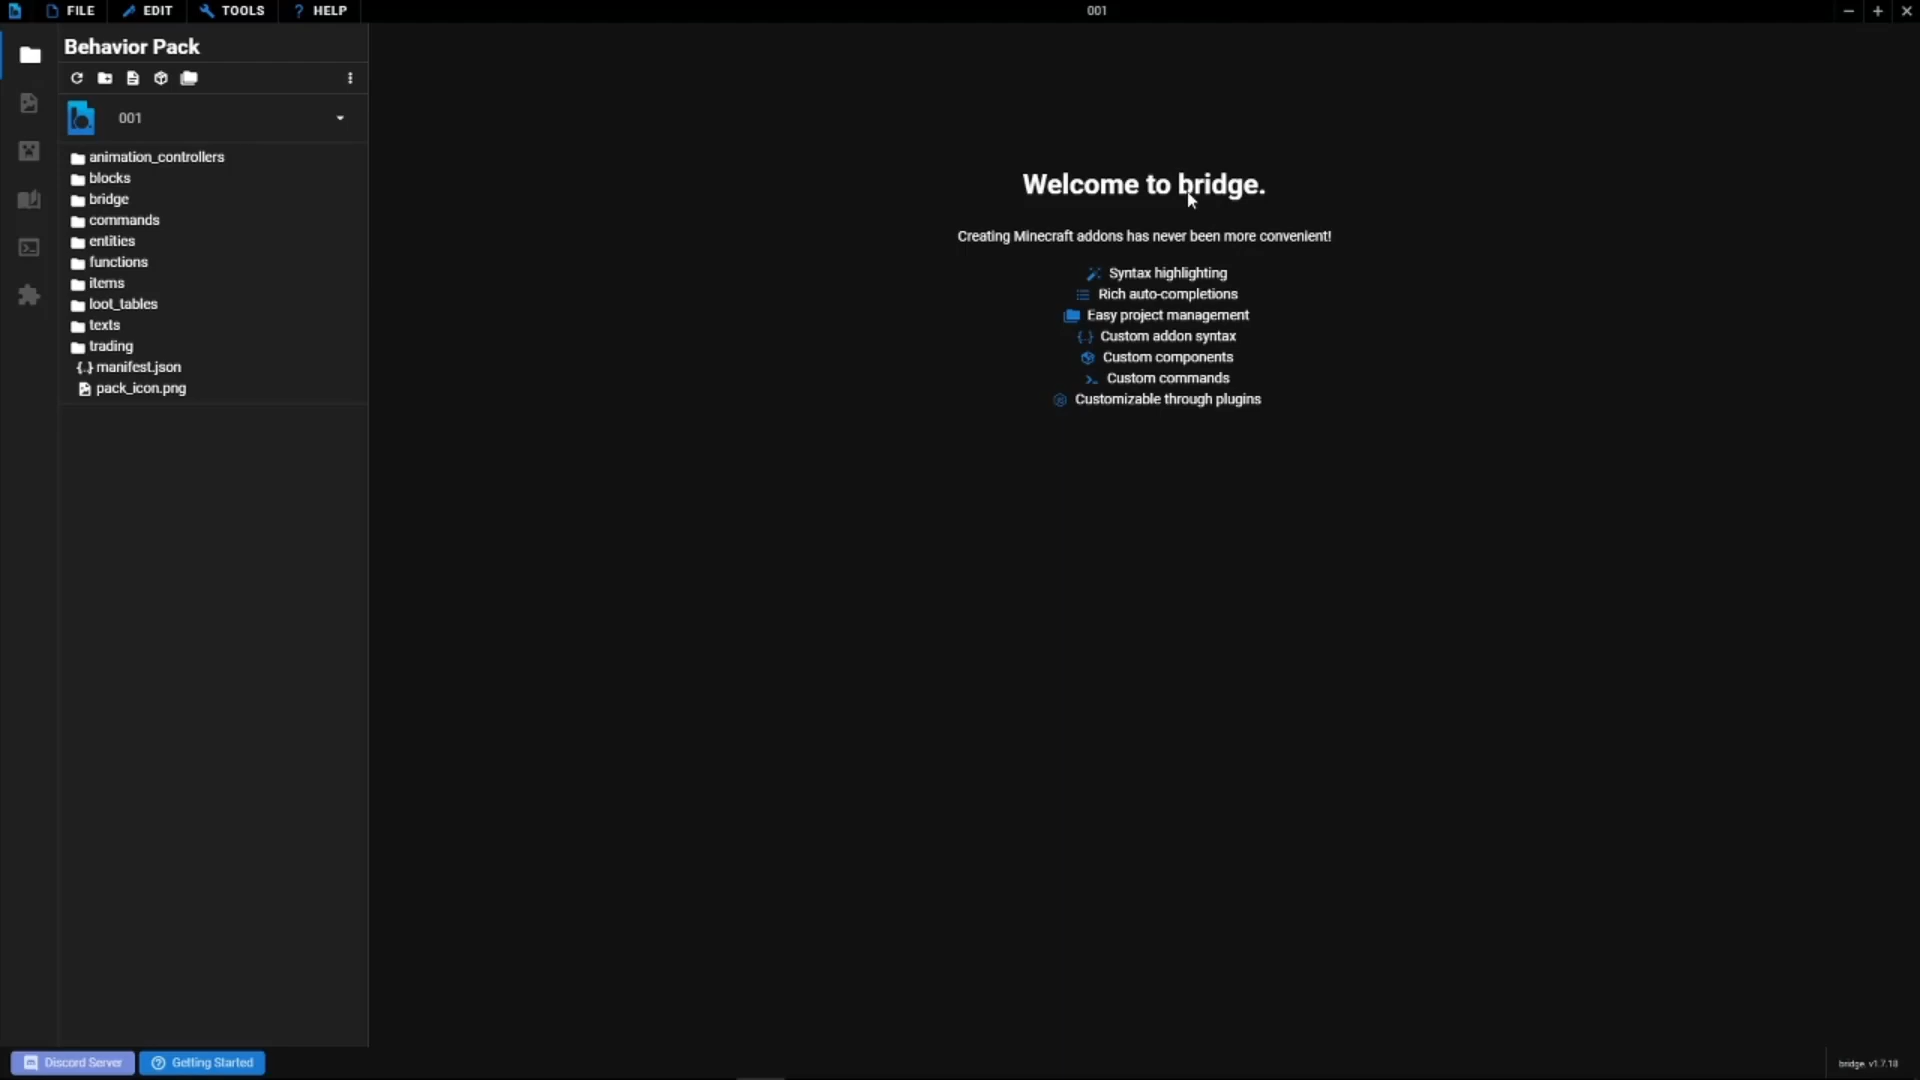 FILE EDIT TOOLS ? HELP 001
Behavior Pack
001
animation_controllers
blocks
bridge
commands
entities
functions
items
loot_tables
texts
trading
{..} manifest.json
pack_icon.png
Welcome to bridge.
Creating Minecraft addons has never been more convenient!
Syntax highlighting
Rich auto-completions
Easy project management
Custom addon syntax
Custom components
Custom commands
Customizable through plugins
Discord Server
Getting Started
bridge. v1.7.18